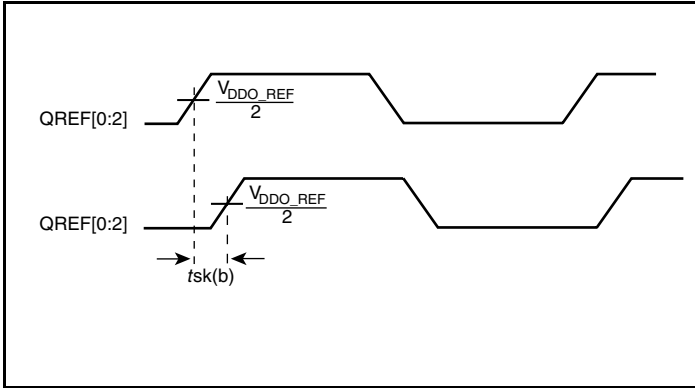 V_DDO_REF
2
QREF[0:2]
V_DDO_REF
2
QREF[0:2]
tsk(b)